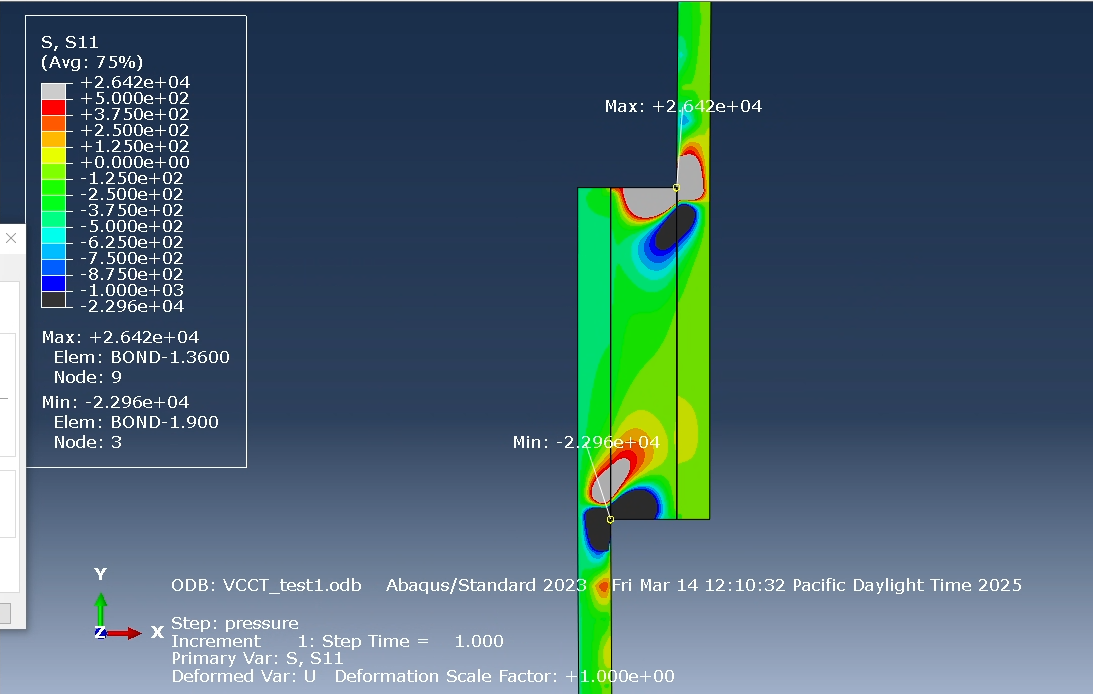 S, S11
(Avg: 75%)
+2.642e+04
+5.000e+02
+3.750e+02
+2.500e+02
+1.250e+02
+0.000e+00
-1.250e+02
-2.500e+02
-3.750e+02
-5.000e+02
-6.250e+02
-7.500e+02
-8.750e+02
-1.000e+03
-2.296e+04
Max: +2.642e+04
Elem: BOND-1.3600
Node: 9
Min: -2.296e+04
Elem: BOND-1.900
Node: 3
Max: +2.642e+04
Min: -2.296e+04
Y
X
Z
ODB: VCCT_test1.odb Abaqus/Standard 2023 Fri Mar 14 12:10:32 Pacific Daylight Time 2025
Step: pressure
Increment 1: Step Time = 1.000
Primary Var: S, S11
Deformed Var: U Deformation Scale Factor: +1.000e+00